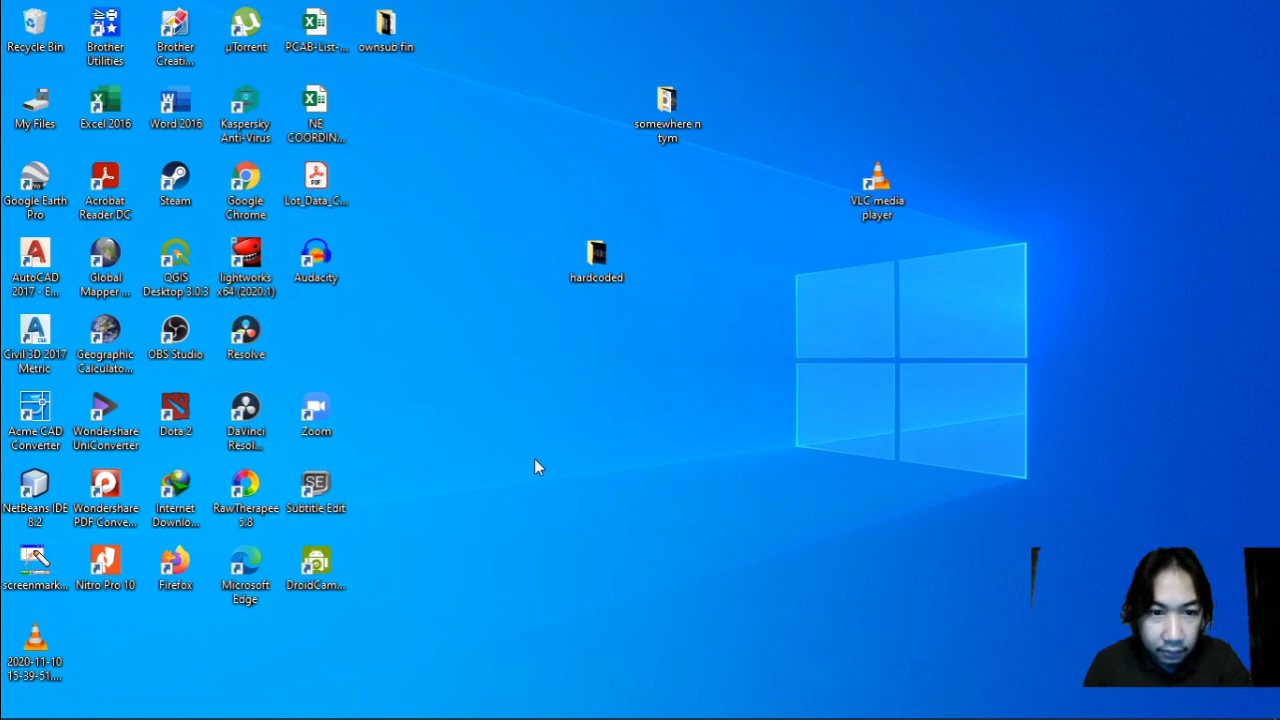 Recycle Bin
Brother
Utilities
Brother
Creati...
µTorrent
PCAB-List-...
ownsub fin
My Files
Excel 2016
Word 2016
Kaspersky
Anti-Virus
NE
COORDIN...
somewhere n
tym
Google Earth
Pro
Acrobat
Reader DC
Steam
Google
Chrome
Lot_Data_C...
VLC media
player
AutoCAD
2017 - E...
Global
Mapper ...
QGIS
Desktop 3.0.3
lightworks
x64 (2020.1)
Audacity
hardcoded
Civil 3D 2017
Metric
Geographic
Calculato...
OBS Studio
Resolve
Acme CAD
Converter
Wondershare
UniConverter
Dota 2
DaVinci
Resol...
Zoom
NetBeans IDE
8.2
Wondershare
PDF Conve...
Internet
Downlo...
RawTherapee
5.8
Subtitle Edit
screenmark...
Nitro Pro 10
Firefox
Microsoft
Edge
DroidCam...
2020-11-10
15-39-51....